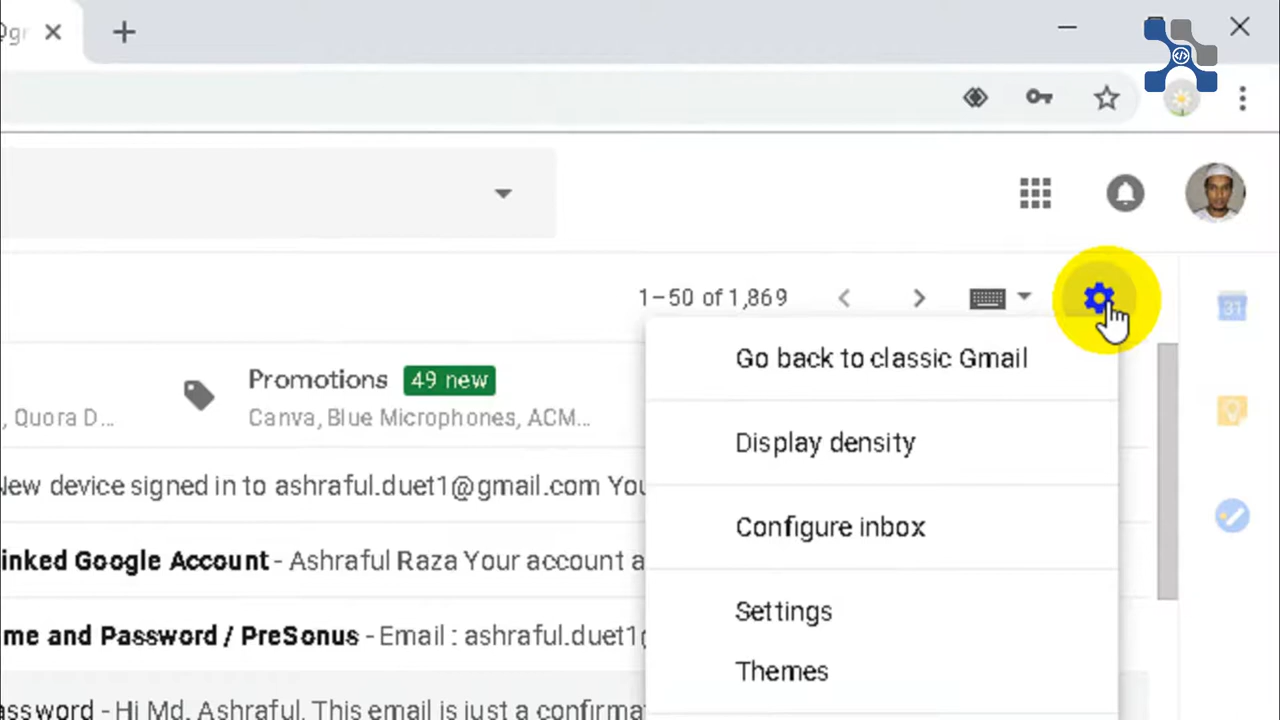 1–50 of 1,869
Promotions 49 new
, Quora D... Canva, Blue Microphones, ACM...
Go back to classic Gmail
Display density
New device signed in to ashraful.duet1@gmail.com You
Configure inbox
inked Google Account - Ashraful Raza Your account a
Settings
me and Password / PreSonus - Email : ashraful.duet1@
Themes
assword - Hi Md. Ashraful, This email is just a confirma
31